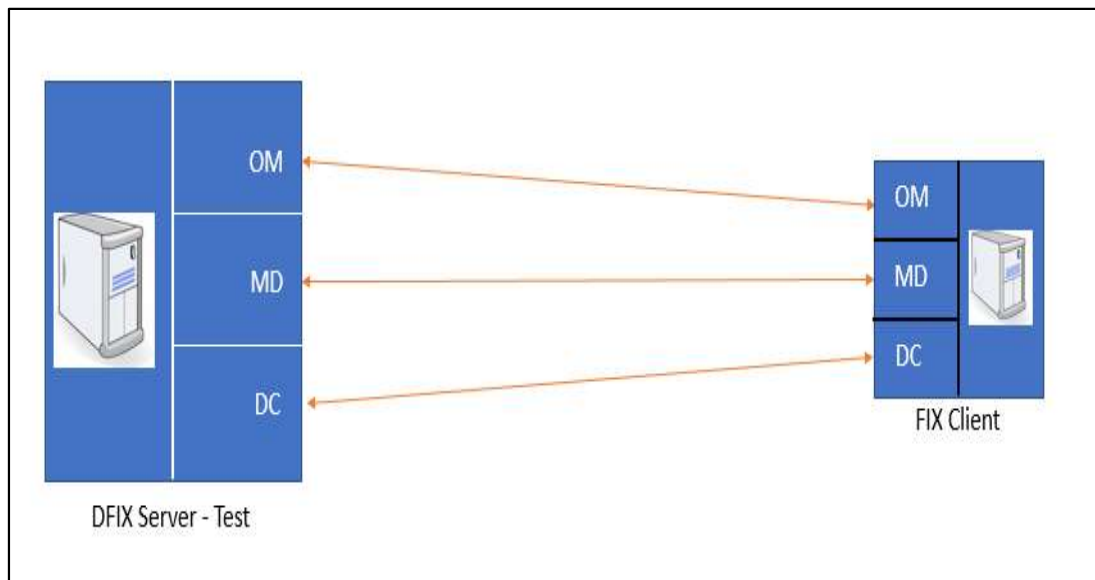 OM
MD
DC
DFIX Server - Test
OM
MD
DC
FIX Client